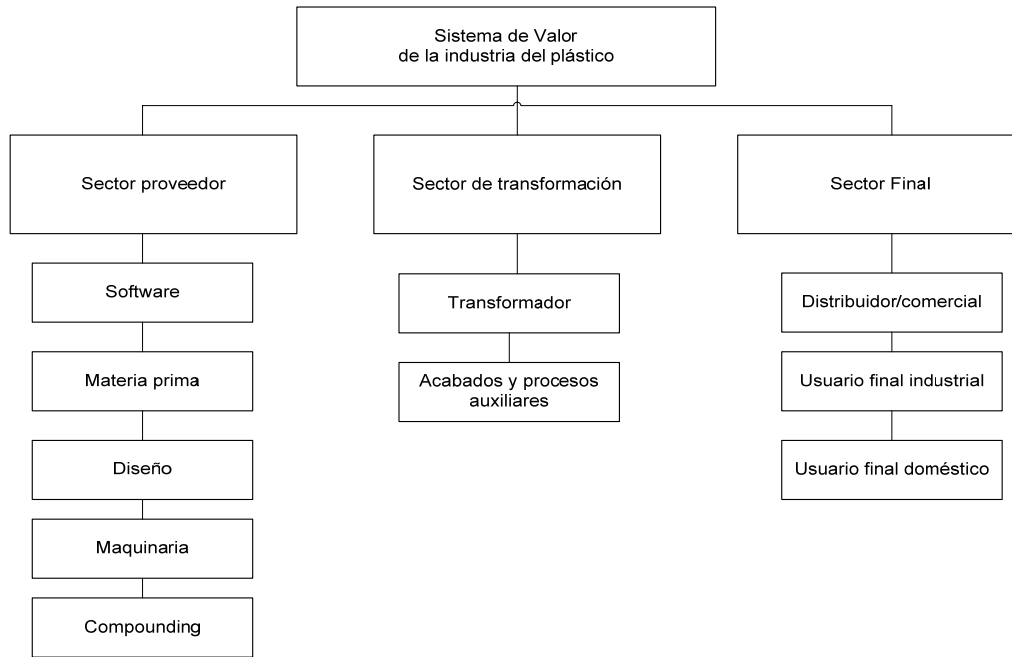 Sistema de Valor
de la industria del plástico
Sector proveedor
Sector de transformación
Sector Final
Software
Materia prima
Diseño
Maquinaria
Compounding
Transformador
Acabados y procesos
auxiliares
Distribuidor/comercial
Usuario final industrial
Usuario final doméstico